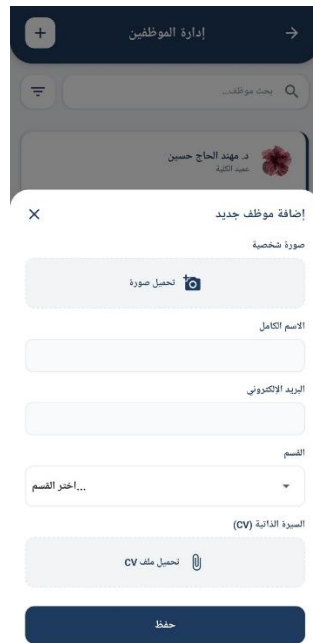 إدارة الموظفين
بحث موظف...
د. مهند الحاج حسين
عميد الكلية
إضافة موظف جديد
صورة شخصية
تحميل صورة
الاسم الكامل
البريد الإلكتروني
القسم
...اختر القسم
السيرة الذاتية (CV)
تحميل ملف CV
حفظ